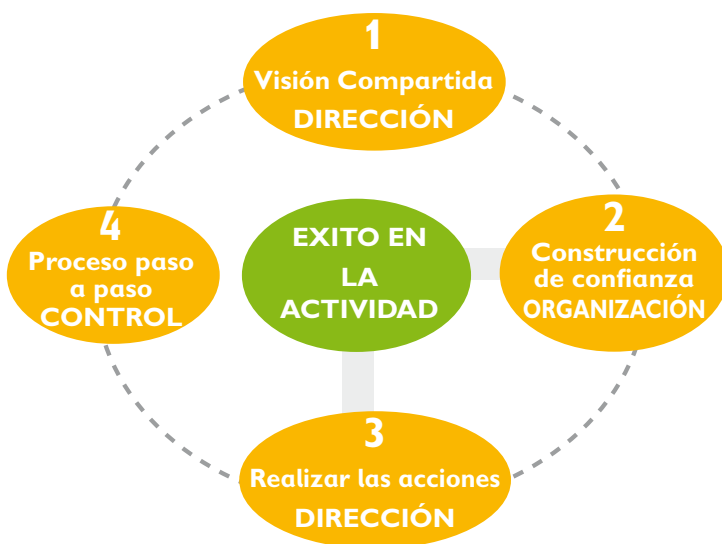 1
Visión Compartida
DIRECCIÓN
2
Construcción
de confianza
ORGANIZACIÓN
3
Realizar las acciones
DIRECCIÓN
4
Proceso paso
a paso
CONTROL
EXITO EN
LA
ACTIVIDAD